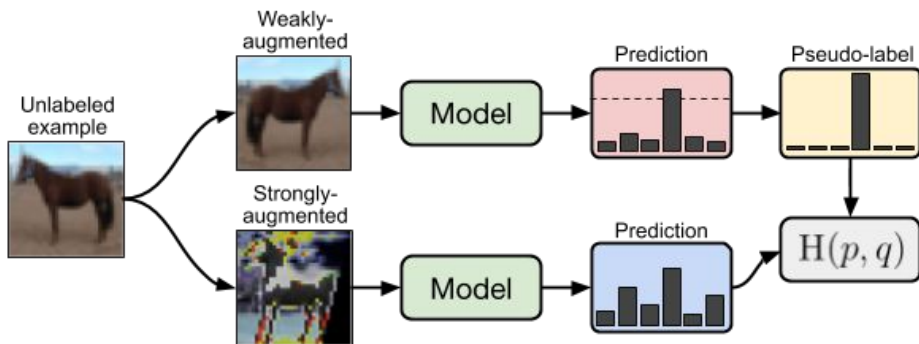 Unlabeled
example
Weakly-
augmented
Model
Prediction
Pseudo-label
Strongly-
augmented
Model
Prediction
H(p, q)